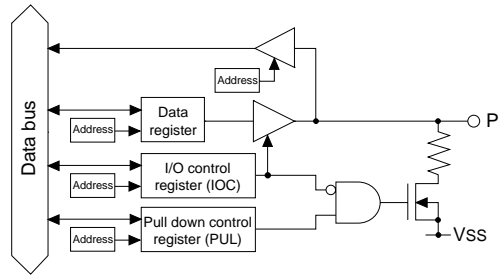 Data bus
Address
Address
Data
register
P
Address
I/O control
register (IOC)
Address
Pull down control
register (PUL)
VSS